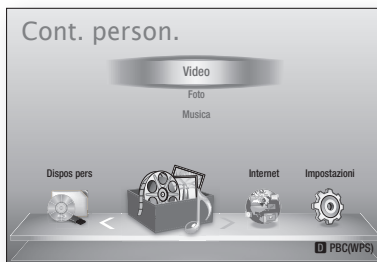 Cont. person.
Video
Foto
Musica
Dispos pers
Internet
Impostazioni
D PBC(WPS)